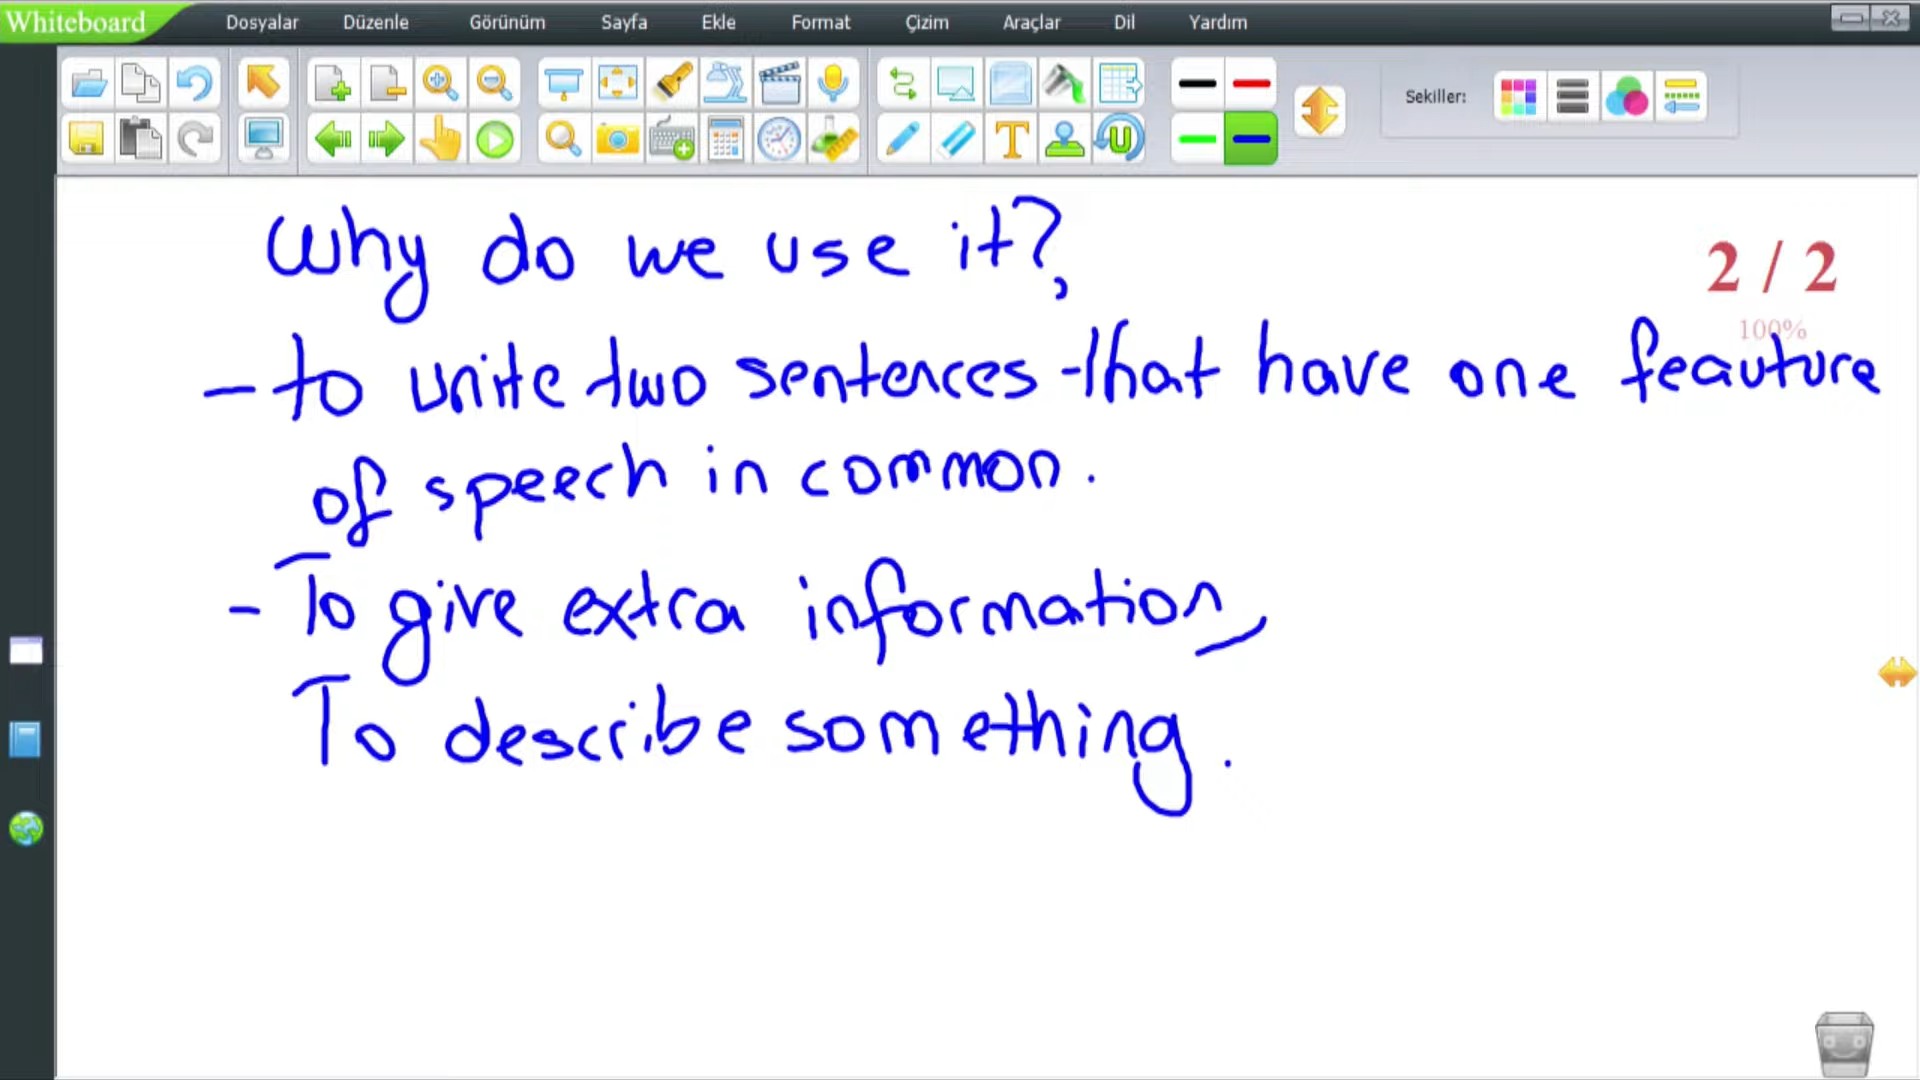 Whiteboard
Dosyalar Düzenle Görünüm Sayfa Ekle Format Çizim Araçlar Dil Yardım
Sekiller:
Why do we use it?
2 / 2
100%
- to unite two sentences that have one feauture
of speech in common.
- To give extra information,
To describe something.